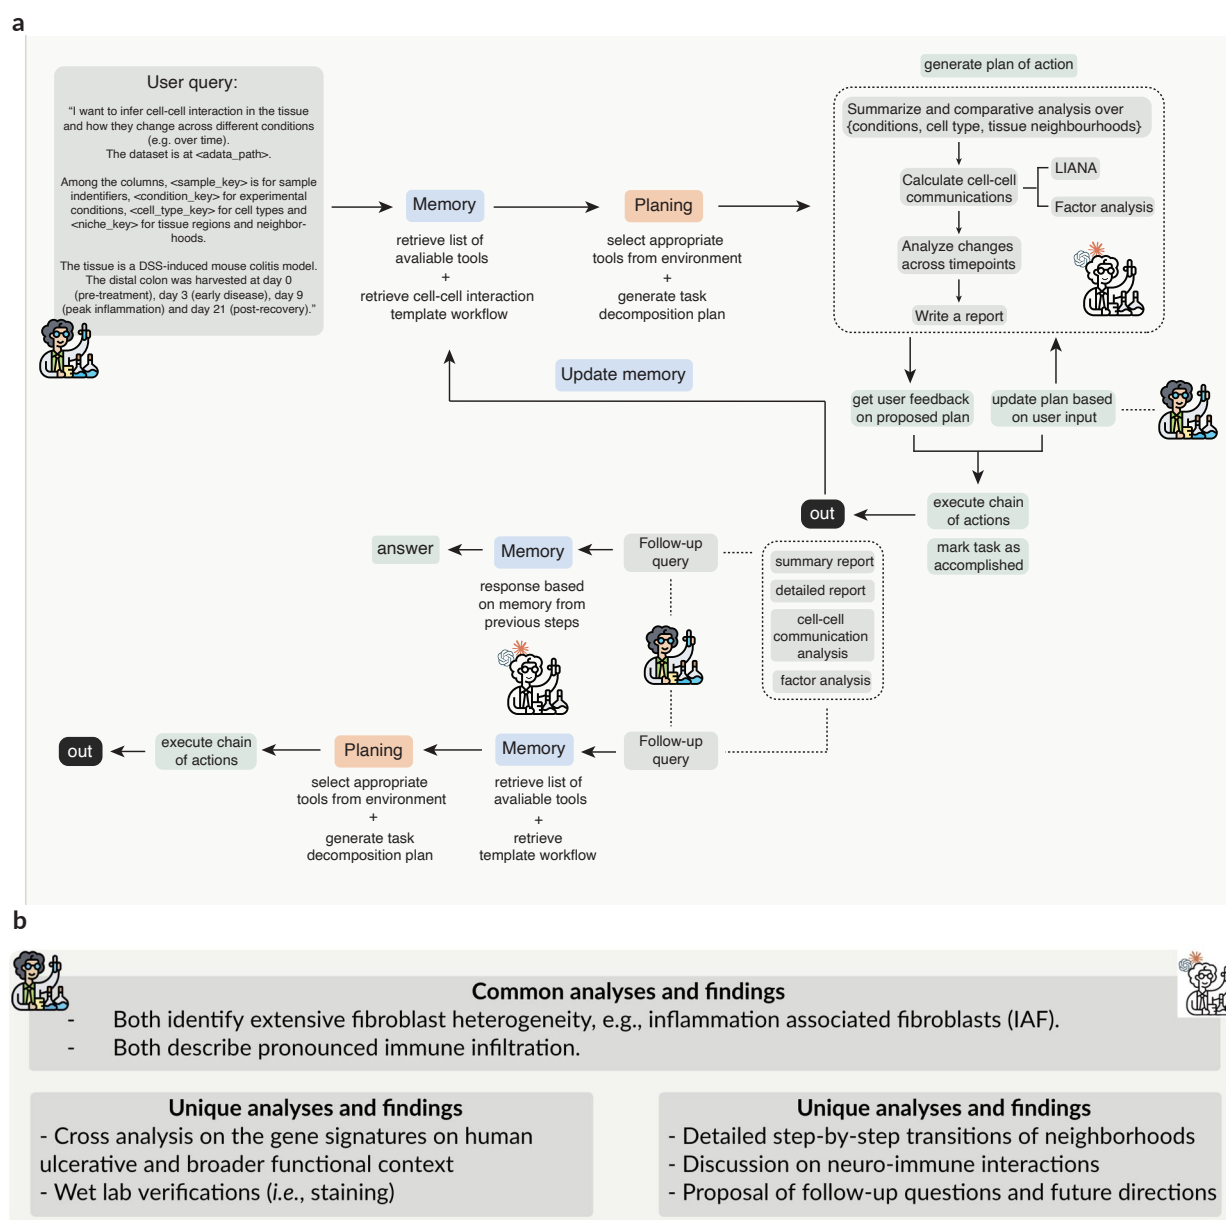 a
User query:
“I want to infer cell-cell interaction in the tissue
and how they change across different conditions
(e.g. over time).
The dataset is at <adata_path>.
Among the columns, <sample_key> is for sample
indentifiers, <condition_key> for experimental
conditions, <cell_type_key> for cell types and
<niche_key> for tissue regions and neighbor-
hoods.
The tissue is a DSS-induced mouse colitis model.
The distal colon was harvested at day 0
(pre-treatment), day 3 (early disease), day 9
(peak inflammation) and day 21 (post-recovery).”
Memory
retrieve list of
avaliable tools
+
retrieve cell-cell interaction
template workflow
Planing
select appropriate
tools from environment
+
generate task
decomposition plan
generate plan of action
Summarize and comparative analysis over
{conditions, cell type, tissue neighbourhoods}
Calculate cell-cell
communications
LIANA
Factor analysis
Analyze changes
across timepoints
Write a report
Update memory
get user feedback
on proposed plan
update plan based
on user input
execute chain
of actions
mark task as
accomplished
out
summary report
detailed report
cell-cell
communication
analysis
factor analysis
Follow-up
query
Memory
response based
on memory from
previous steps
answer
Follow-up
query
Memory
retrieve list of
avaliable tools
+
retrieve
template workflow
Planing
select appropriate
tools from environment
+
generate task
decomposition plan
execute chain
of actions
out
b
Common analyses and findings
- Both identify extensive fibroblast heterogeneity, e.g., inflammation associated fibroblasts (IAF).
- Both describe pronounced immune infiltration.
Unique analyses and findings
- Cross analysis on the gene signatures on human
ulcerative and broader functional context
- Wet lab verifications (i.e., staining)
Unique analyses and findings
- Detailed step-by-step transitions of neighborhoods
- Discussion on neuro-immune interactions
- Proposal of follow-up questions and future directions